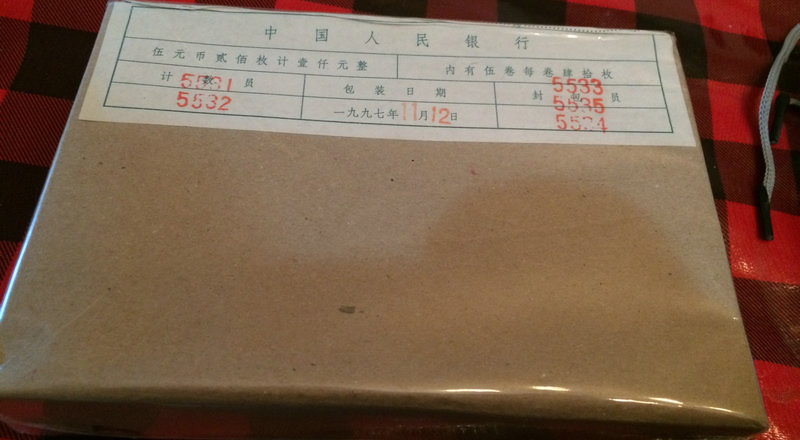 中国人民银行
伍元币贰佰枚计壹仟元整 内有伍卷每卷肆拾枚
计数员 包装日期 封包员
5531 5533
5532 一九九七年11月12日 5535
5534